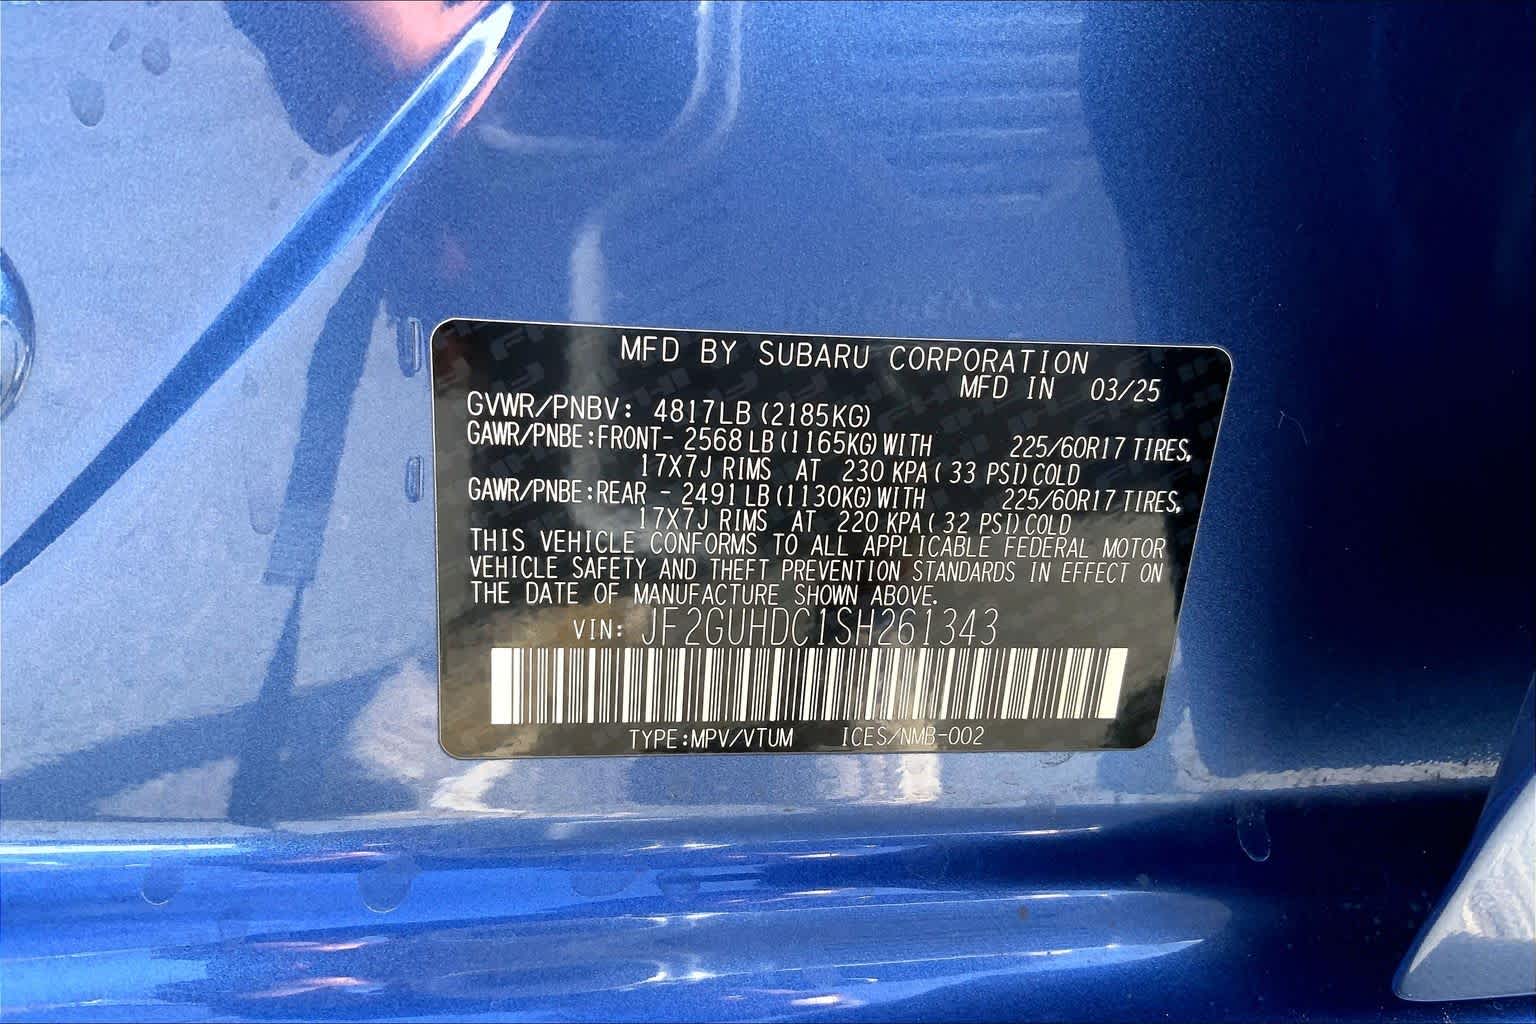 MFD BY SUBARU CORPORATION
MFD IN 03/25
GVWR/PNBV: 4817LB (2185KG)
GAWR/PNBE:FRONT- 2568 LB (1165KG) WITH 225/60R17 TIRES,
17X7J RIMS AT 230 KPA ( 33 PSI) COLD
GAWR/PNBE:REAR - 2491 LB (1130KG) WITH 225/60R17 TIRES,
17X7J RIMS AT 220 KPA ( 32 PSI) COLD
THIS VEHICLE CONFORMS TO ALL APPLICABLE FEDERAL MOTOR
VEHICLE SAFETY AND THEFT PREVENTION STANDARDS IN EFFECT ON
THE DATE OF MANUFACTURE SHOWN ABOVE.
VIN: JF2GUHDC1SH261343
TYPE:MPV/VTUM ICES/NMB-002